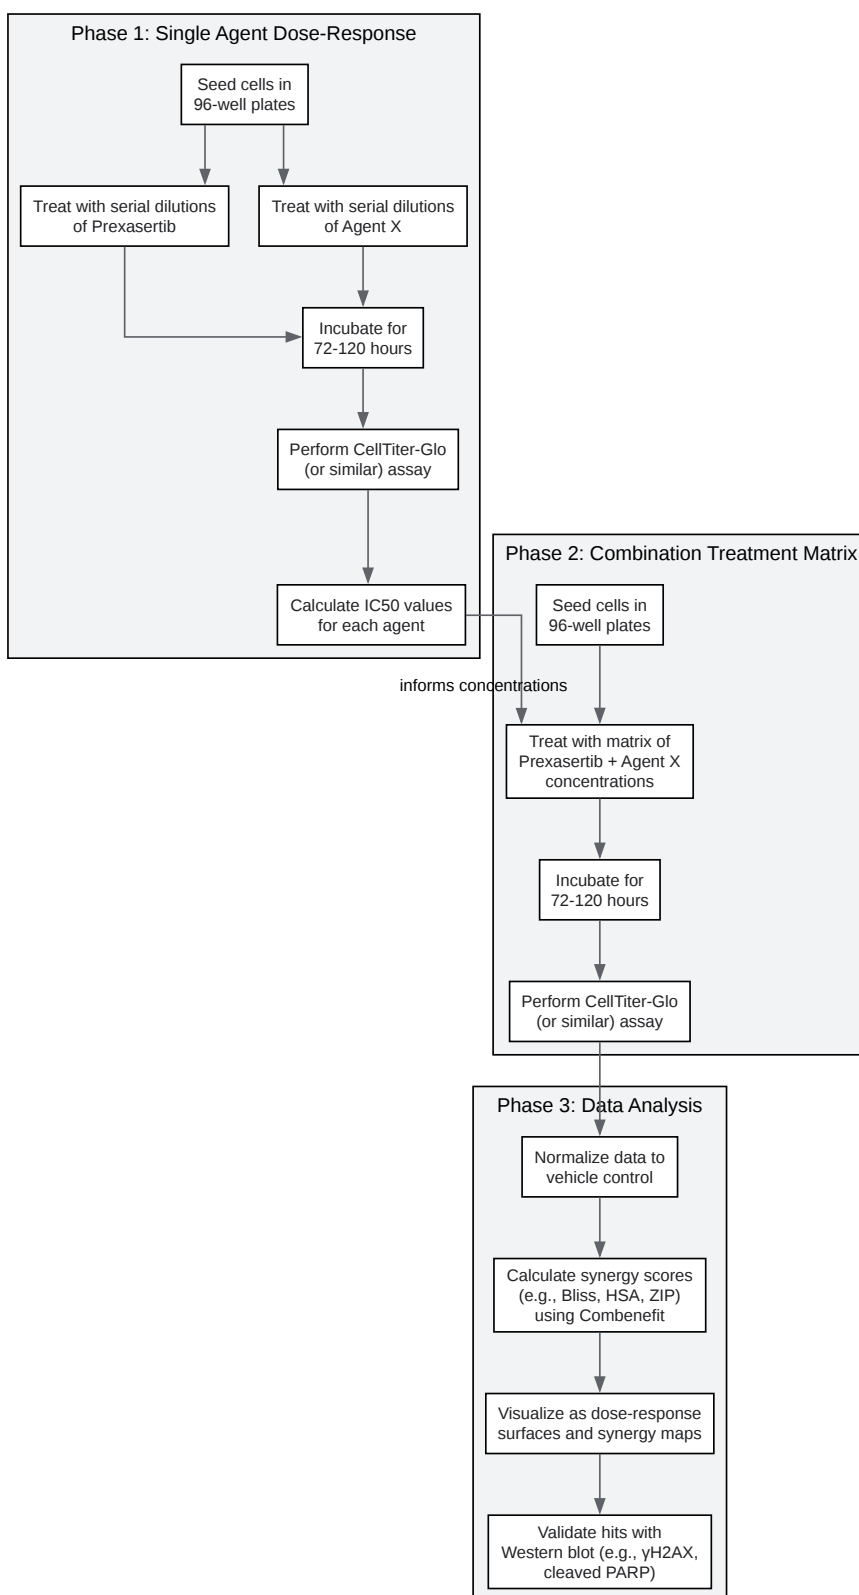 Phase 1: Single Agent Dose-Response
Seed cells in
96-well plates
Treat with serial dilutions
of Prexasertib
Treat with serial dilutions
of Agent X
Incubate for
72-120 hours
Perform CellTiter-Glo
(or similar) assay
Calculate IC50 values
for each agent
informs concentrations
Phase 2: Combination Treatment Matrix
Seed cells in
96-well plates
Treat with matrix of
Prexasertib + Agent X
concentrations
Incubate for
72-120 hours
Perform CellTiter-Glo
(or similar) assay
Phase 3: Data Analysis
Normalize data to
vehicle control
Calculate synergy scores
(e.g., Bliss, HSA, ZIP)
using Combenefit
Visualize as dose-response
surfaces and synergy maps
Validate hits with
Western blot (e.g., γH2AX,
cleaved PARP)